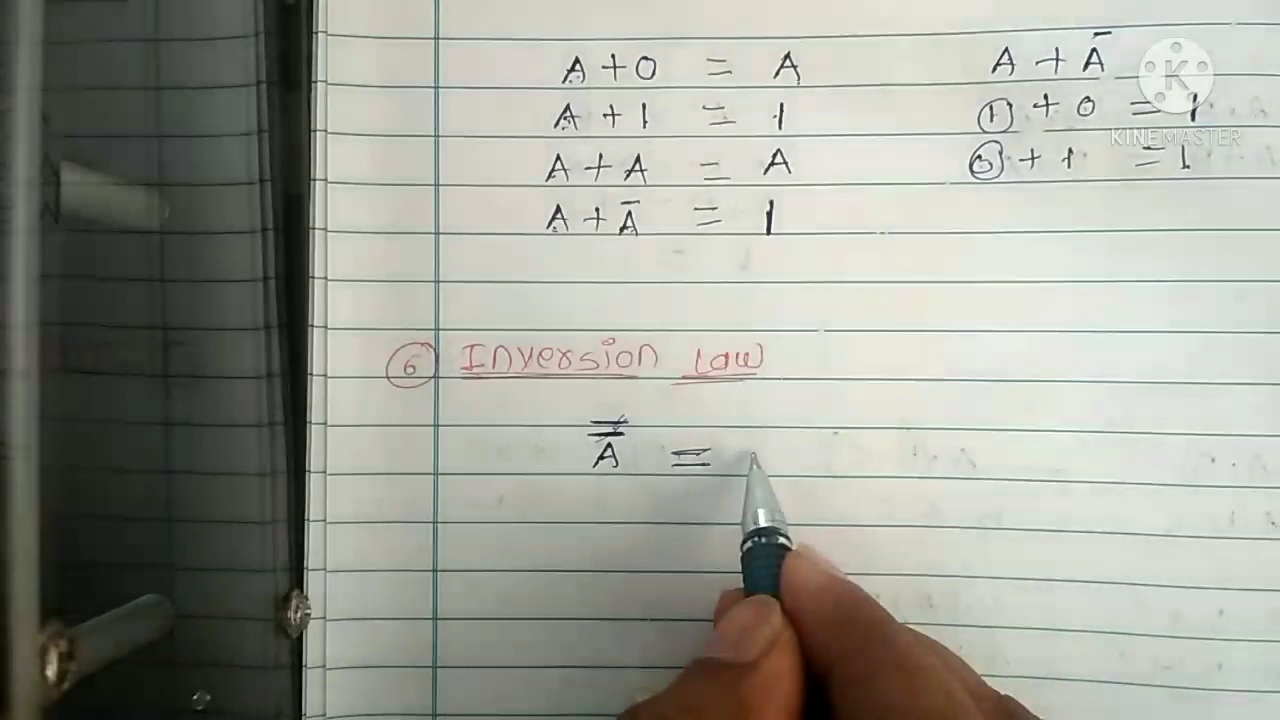 A + 0 = A
A + 1 = 1
A + A = A
A + Ā = 1
A + Ā
① + 0 = 1
⓪ + 1 = 1
K
KINEMASTER
⑥ Inversion Law
A̿ =